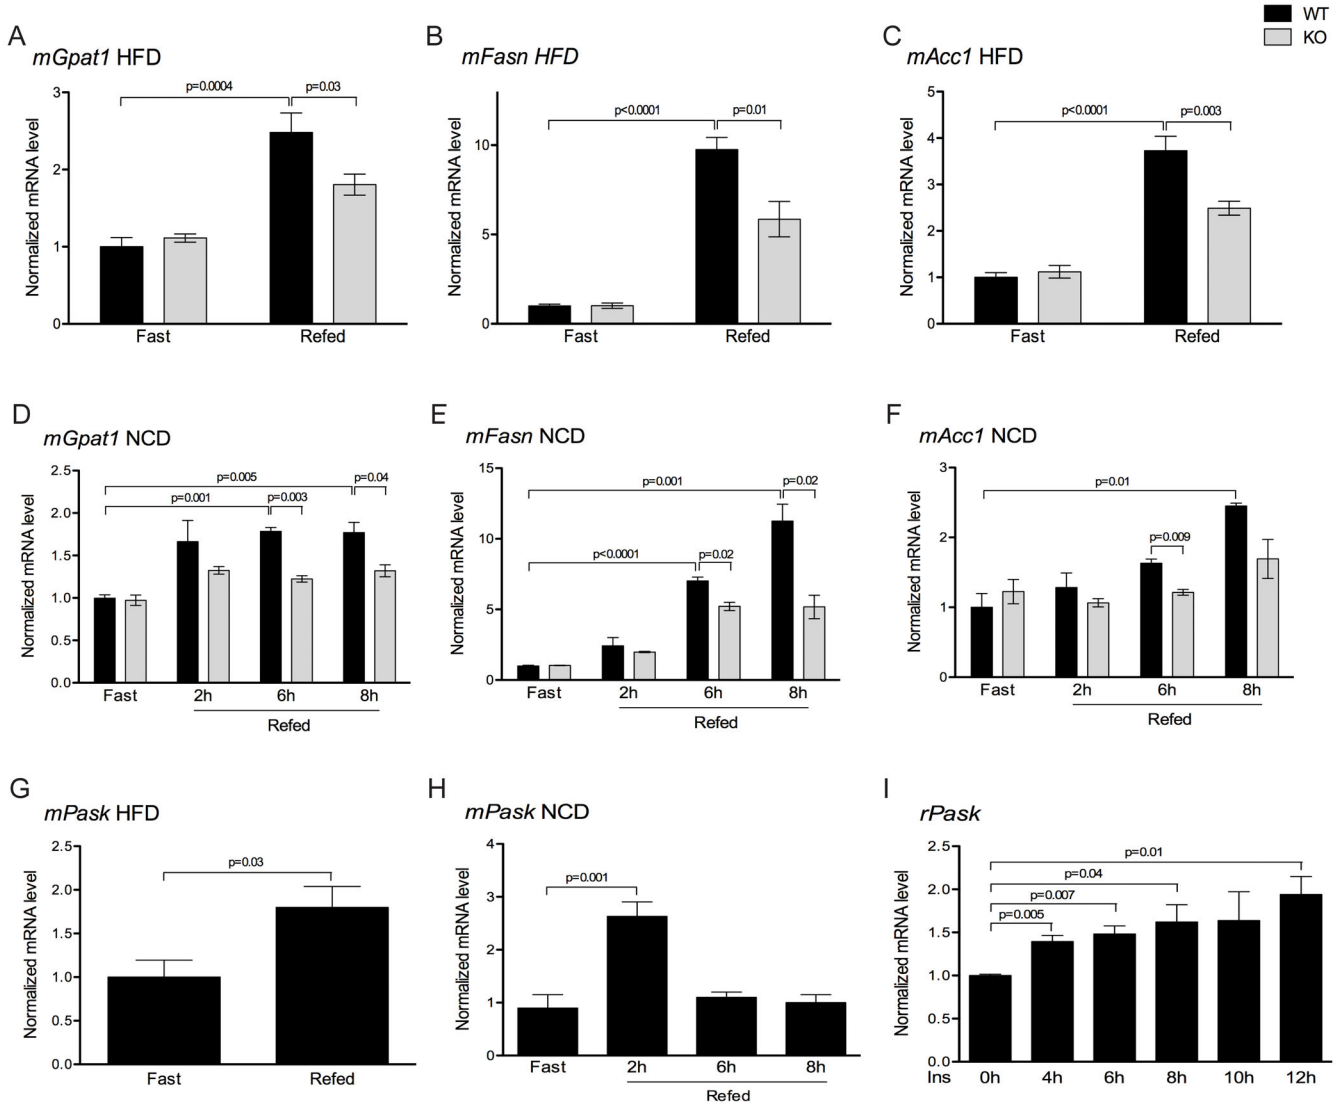 WT
KO
A
mGpat1 HFD
Normalized mRNA level
3
2
1
0
p=0.0004
p=0.03
Fast
Refed
B
mFasn HFD
Normalized mRNA level
10
5
0
p<0.0001
p=0.01
Fast
Refed
C
mAcc1 HFD
Normalized mRNA level
5
4
3
2
1
0
p<0.0001
p=0.003
Fast
Refed
D
mGpat1 NCD
Normalized mRNA level
2.5
2.0
1.5
1.0
0.5
0.0
p=0.005
p=0.04
p=0.001
p=0.003
Fast
2h
6h
8h
Refed
E
mFasn NCD
Normalized mRNA level
15
10
5
0
p=0.001
p=0.02
p<0.0001
p=0.02
Fast
2h
6h
8h
Refed
F
mAcc1 NCD
Normalized mRNA level
3
2
1
0
p=0.01
p=0.009
Fast
2h
6h
8h
Refed
G
mPask HFD
Normalized mRNA level
2.5
2.0
1.5
1.0
0.5
0.0
p=0.03
Fast
Refed
H
mPask NCD
Normalized mRNA level
4
3
2
1
0
p=0.001
Fast
2h
6h
8h
Refed
I
rPask
Normalized mRNA level
2.5
2.0
1.5
1.0
0.5
0.0
p=0.01
p=0.04
p=0.007
p=0.005
Ins
0h
4h
6h
8h
10h
12h